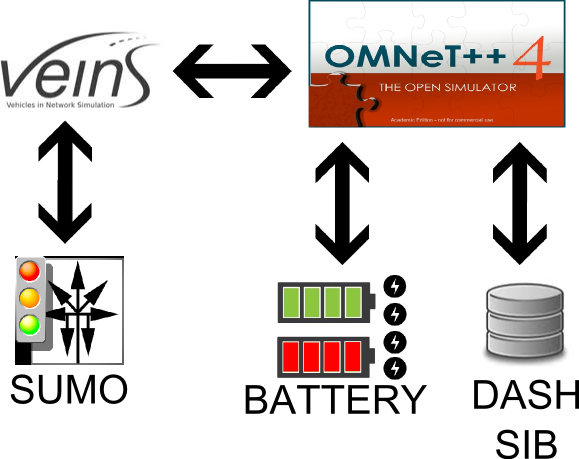 veins
Vehicles in Network Simulation
OMNeT++ 4
THE OPEN SIMULATOR
Academic Edition - not for commercial use
SUMO
BATTERY
DASH
SIB